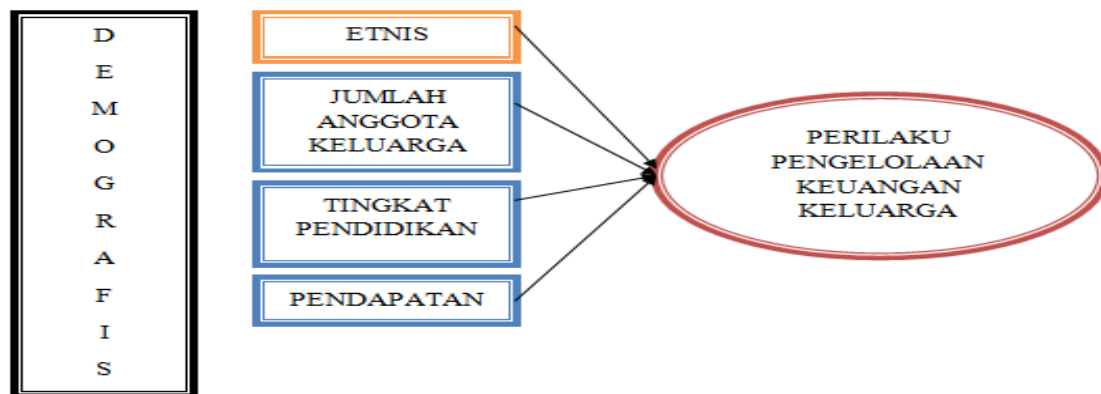 D
E
M
O
G
R
A
F
I
S
ETNIS
JUMLAH
ANGGOTA
KELUARGA
TINGKAT
PENDIDIKAN
PENDAPATAN
PERILAKU
PENGELOLAAN
KEUANGAN
KELUARGA